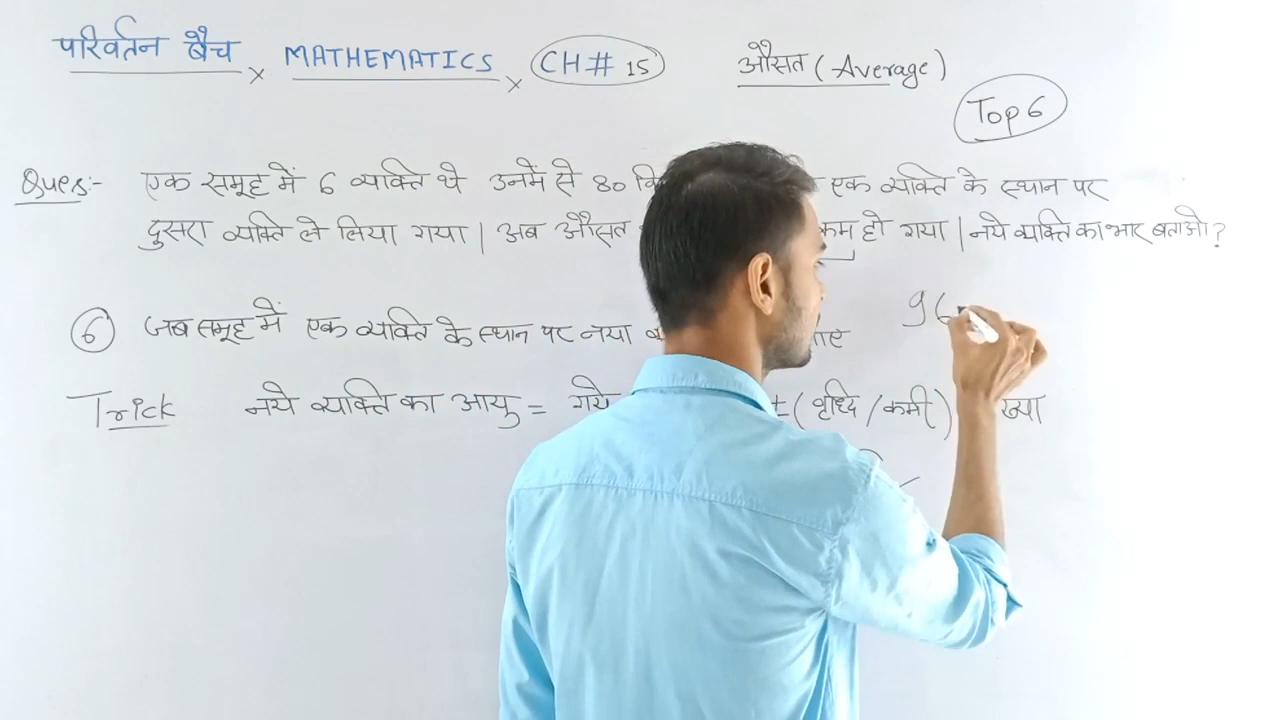 परिवर्तन बैच × MATHEMATICS × CH# 15 औसत (Average)
Top 6
Ques:- एक समूह में 6 व्यक्ति थे उनमें से 80 एक व्यक्ति के स्थान पर
दुसरा व्यक्ति ले लिया गया | अब औसत कम हो गया | नये व्यक्ति का भार बताओ ?
6 जब समूह में एक व्यक्ति के स्थान पर नया
Trick नये व्यक्ति का आयु = गये ± (वृध्दि / कमी)